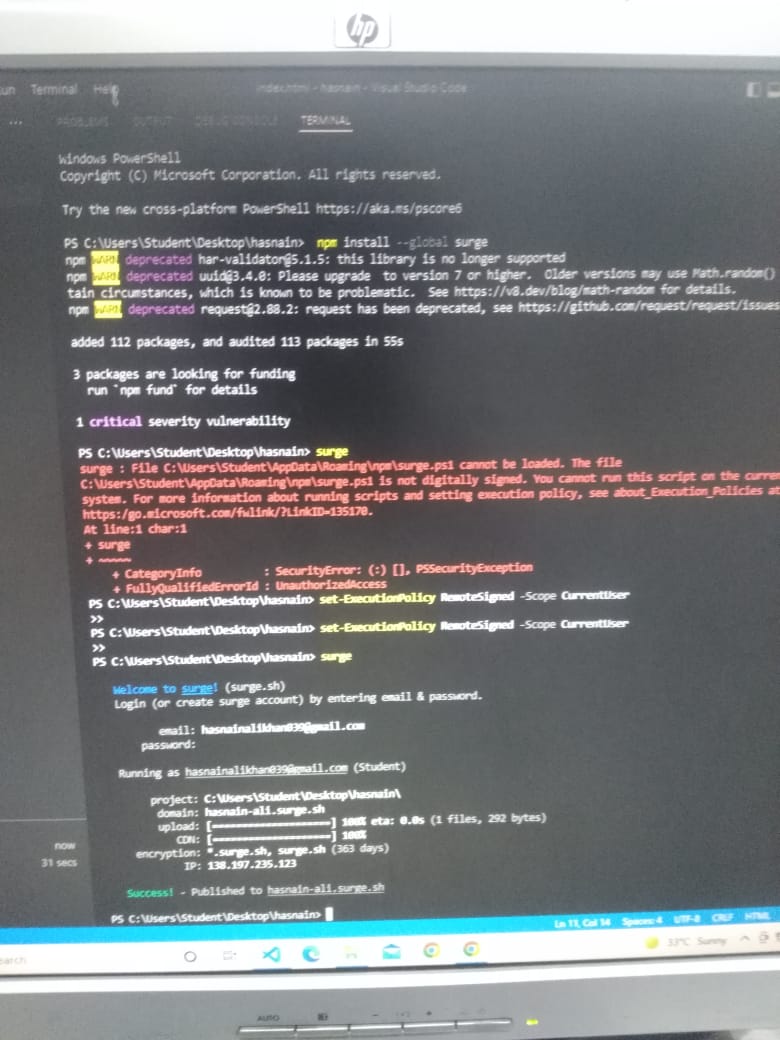 hp
Terminal Help
index.html - hasnain - Visual Studio Code
PROBLEMS OUTPUT DEBUG CONSOLE TERMINAL
Windows PowerShell
Copyright (C) Microsoft Corporation. All rights reserved.
Try the new cross-platform PowerShell https://aka.ms/pscore6
PS C:\Users\Student\Desktop\hasnain> npm install --global surge
npm WARN deprecated har-validator@5.1.5: this library is no longer supported
npm WARN deprecated uuid@3.4.0: Please upgrade to version 7 or higher. Older versions may use Math.random()
tain circumstances, which is known to be problematic. See https://v8.dev/blog/math-random for details.
npm WARN deprecated request@2.88.2: request has been deprecated, see https://github.com/request/request/issues
added 112 packages, and audited 113 packages in 55s
3 packages are looking for funding
run `npm fund` for details
1 critical severity vulnerability
PS C:\Users\Student\Desktop\hasnain> surge
surge : File C:\Users\Student\AppData\Roaming\npm\surge.ps1 cannot be loaded. The file
C:\Users\Student\AppData\Roaming\npm\surge.ps1 is not digitally signed. You cannot run this script on the curren
system. For more information about running scripts and setting execution policy, see about_Execution_Policies at
https:/go.microsoft.com/fwlink/?LinkID=135170.
At line:1 char:1
+ surge
+ ~~~~~
+ CategoryInfo : SecurityError: (:) [], PSSecurityException
+ FullyQualifiedErrorId : UnauthorizedAccess
PS C:\Users\Student\Desktop\hasnain> set-ExecutionPolicy RemoteSigned -Scope CurrentUser
>>
PS C:\Users\Student\Desktop\hasnain> set-ExecutionPolicy RemoteSigned -Scope CurrentUser
>>
PS C:\Users\Student\Desktop\hasnain> surge
Welcome to surge! (surge.sh)
Login (or create surge account) by entering email & password.
email: hasnainalikhan039@gmail.com
password:
Running as hasnainalikhan039@gmail.com (Student)
project: C:\Users\Student\Desktop\hasnain\
domain: hasnain-ali.surge.sh
upload: [====================] 100% eta: 0.0s (1 files, 292 bytes)
CDN: [====================] 100%
encryption: *.surge.sh, surge.sh (363 days)
IP: 138.197.235.123
now
31 secs
Success! - Published to hasnain-ali.surge.sh
PS C:\Users\Student\Desktop\hasnain>
Ln 11, Col 14 Spaces: 4 UTF-8 CRLF HTML
33°C Sunny
AUTO